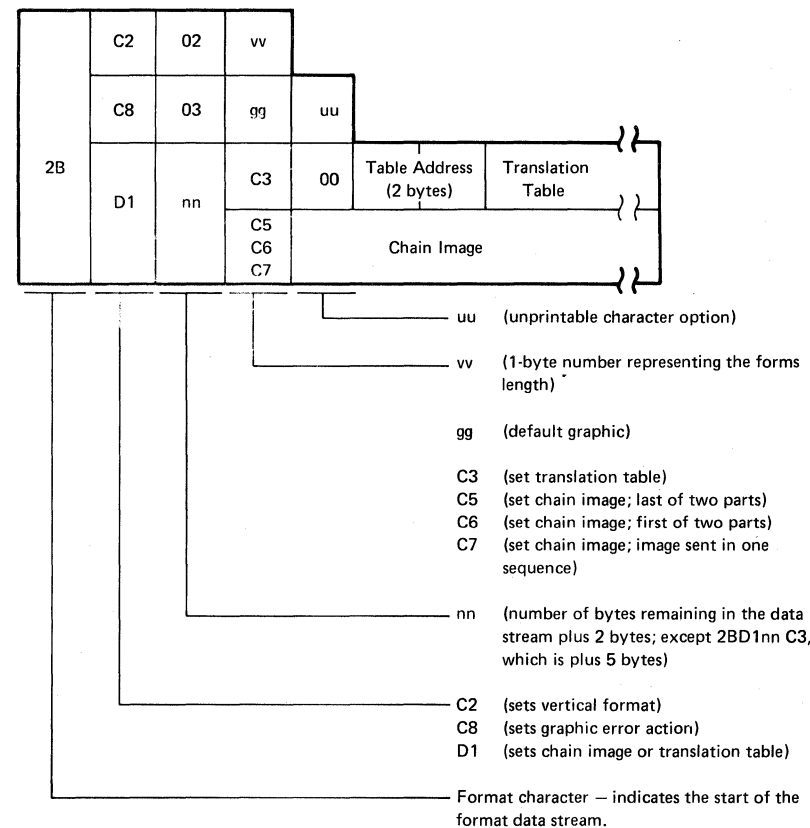 C2 02 vv
C8 03 gg uu
2B D1 nn C3 00 Table Address (2 bytes) Translation Table
C5
C6
C7
Chain Image
uu (unprintable character option)
vv (1-byte number representing the forms
length)
gg (default graphic)
C3 (set translation table)
C5 (set chain image; last of two parts)
C6 (set chain image; first of two parts)
C7 (set chain image; image sent in one
sequence)
nn (number of bytes remaining in the data
stream plus 2 bytes; except 2BD1nn C3,
which is plus 5 bytes)
C2 (sets vertical format)
C8 (sets graphic error action)
D1 (sets chain image or translation table)
Format character — indicates the start of the
format data stream.